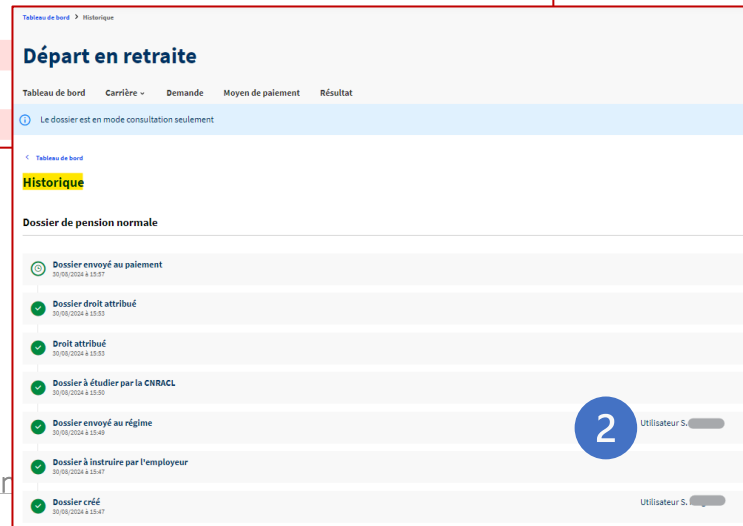 Tableau de bord > Historique
Départ en retraite
Tableau de bord Carrière Demande Moyen de paiement Résultat
Le dossier est en mode consultation seulement
< Tableau de bord
Historique
Dossier de pension normale
Dossier envoyé au paiement
30/08/2024 à 15:57
Dossier droit attribué
30/08/2024 à 15:53
Droit attribué
30/08/2024 à 15:53
Dossier à étudier par la CNRACL
30/08/2024 à 15:50
Dossier envoyé au régime
30/08/2024 à 15:49
2
Utilisateur S.
Dossier à instruire par l'employeur
30/08/2024 à 15:47
Dossier créé
30/08/2024 à 15:47
Utilisateur S.